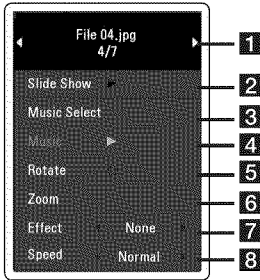 File 04.jpg
4/7
1
Slide Show
2
Music Select
3
Music
4
Rotate
5
Zoom
6
Effect None
7
Speed Normal
8